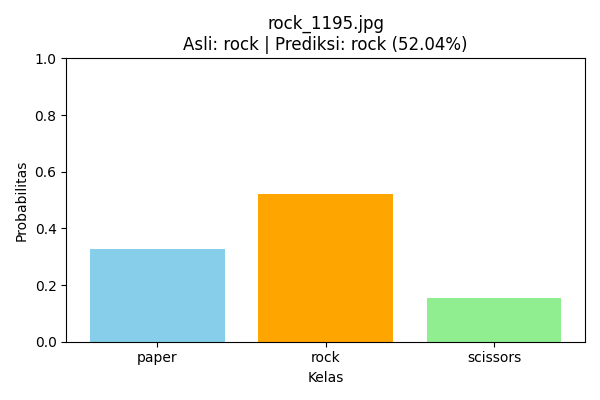 rock_1195.jpg
Asli: rock | Prediksi: rock (52.04%)
1.0
0.8
0.6
0.4
0.2
0.0
Probabilitas
paper rock scissors
Kelas